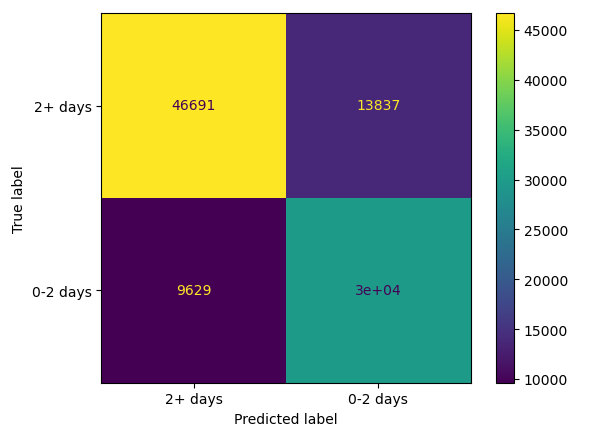 45000
40000
2+ days 46691 13837
35000
30000
True label
25000
0-2 days 9629 3e+04
20000
15000
10000
2+ days 0-2 days
Predicted label